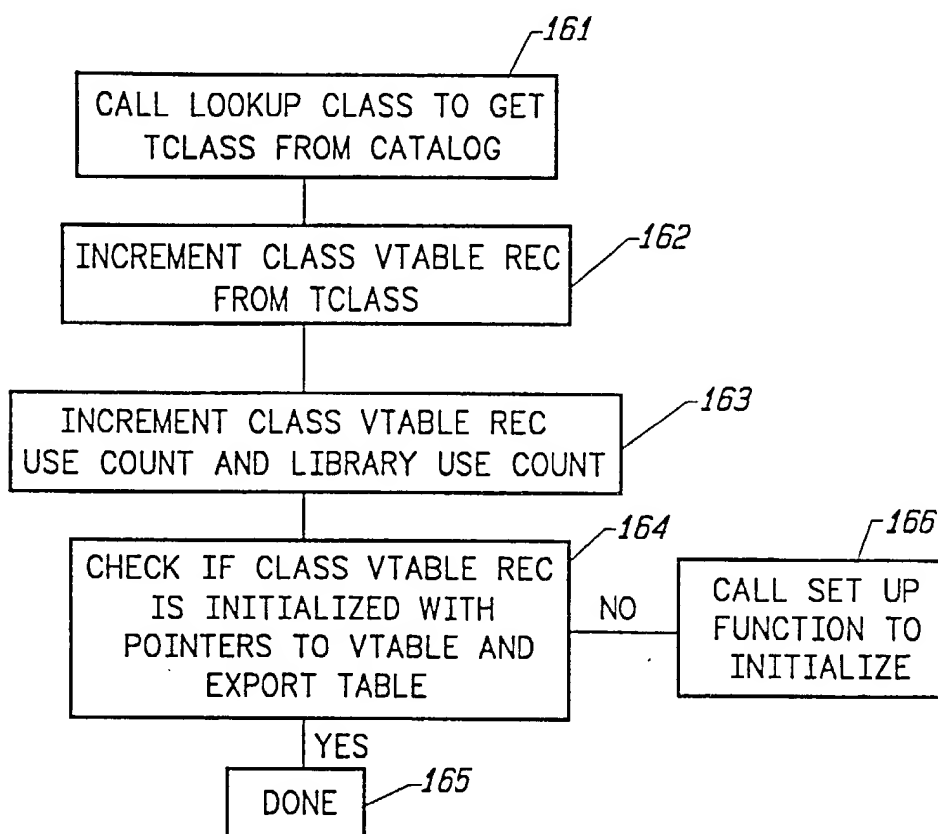 161
CALL LOOKUP CLASS TO GET
TCLASS FROM CATALOG
162
INCREMENT CLASS VTABLE REC
FROM TCLASS
163
INCREMENT CLASS VTABLE REC
USE COUNT AND LIBRARY USE COUNT
164
CHECK IF CLASS VTABLE REC
IS INITIALIZED WITH
POINTERS TO VTABLE AND
EXPORT TABLE
NO
166
CALL SET UP
FUNCTION TO
INITIALIZE
YES
165
DONE